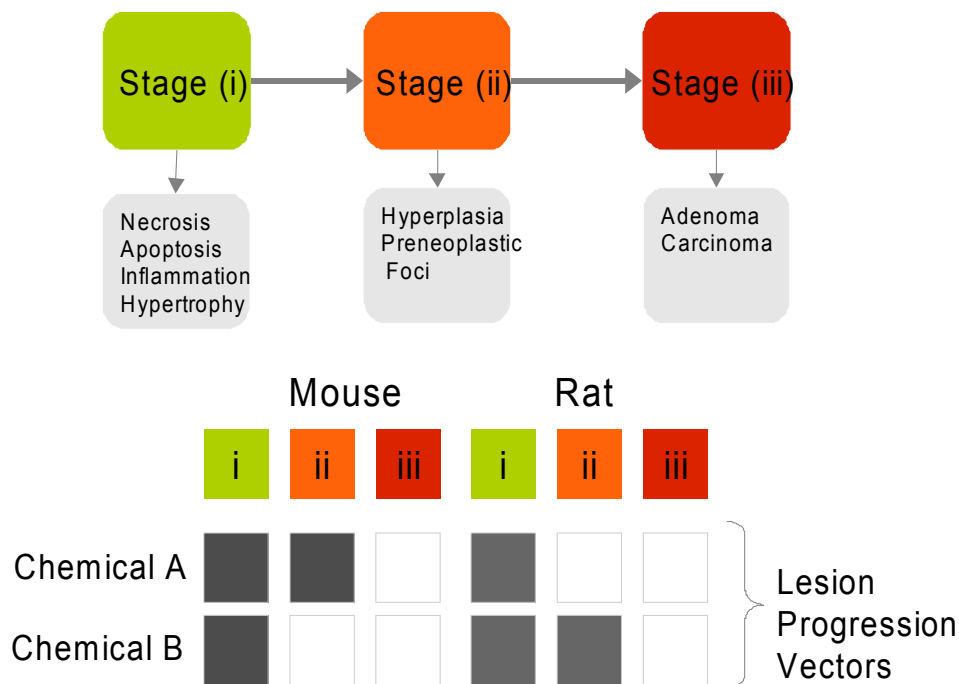 Stage (i)
Stage (ii)
Stage (iii)
Necrosis
Apoptosis
Inflammation
Hypertrophy
Hyperplasia
Preneoplastic
Foci
Adenoma
Carcinoma
Mouse
Rat
i
ii
iii
i
ii
iii
Chemical A
Chemical B
Lesion
Progression
Vectors